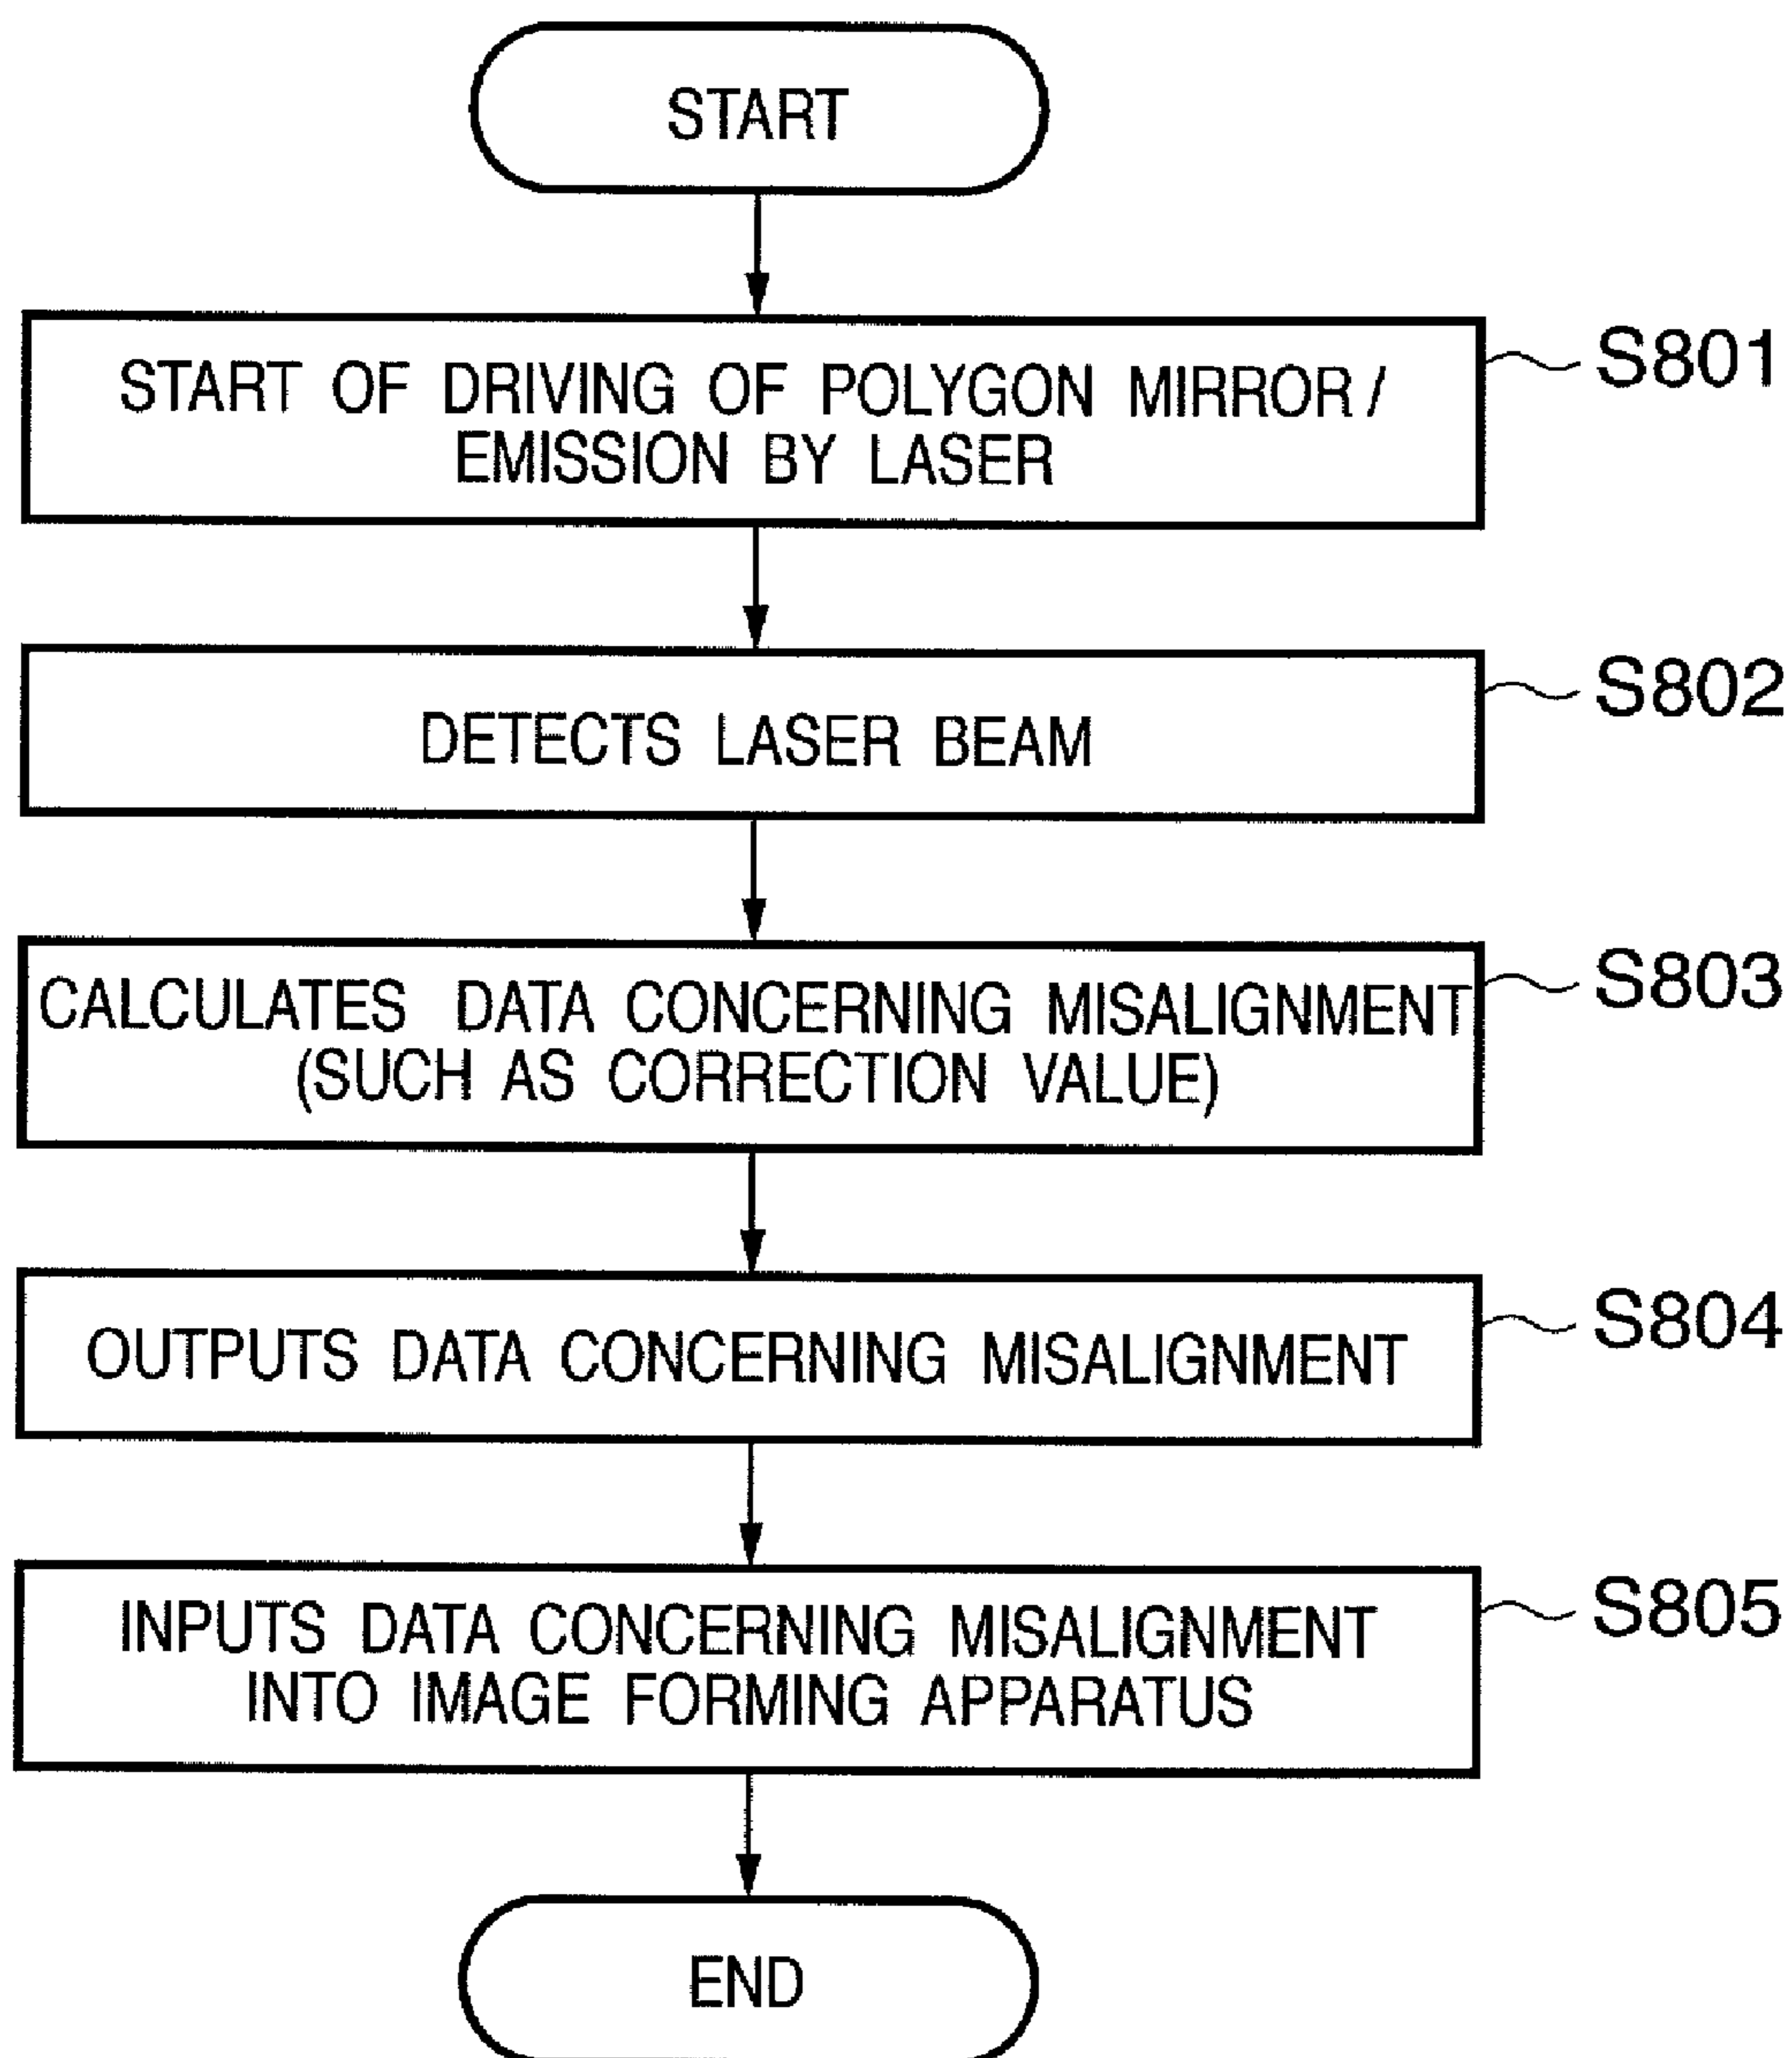 START
START OF DRIVING OF POLYGON MIRROR /
EMISSION BY LASER
S801
DETECTS LASER BEAM
S802
CALCULATES DATA CONCERNING MISALIGNMENT
(SUCH AS CORRECTION VALUE)
S803
OUTPUTS DATA CONCERNING MISALIGNMENT
S804
INPUTS DATA CONCERNING MISALIGNMENT
INTO IMAGE FORMING APPARATUS
S805
END